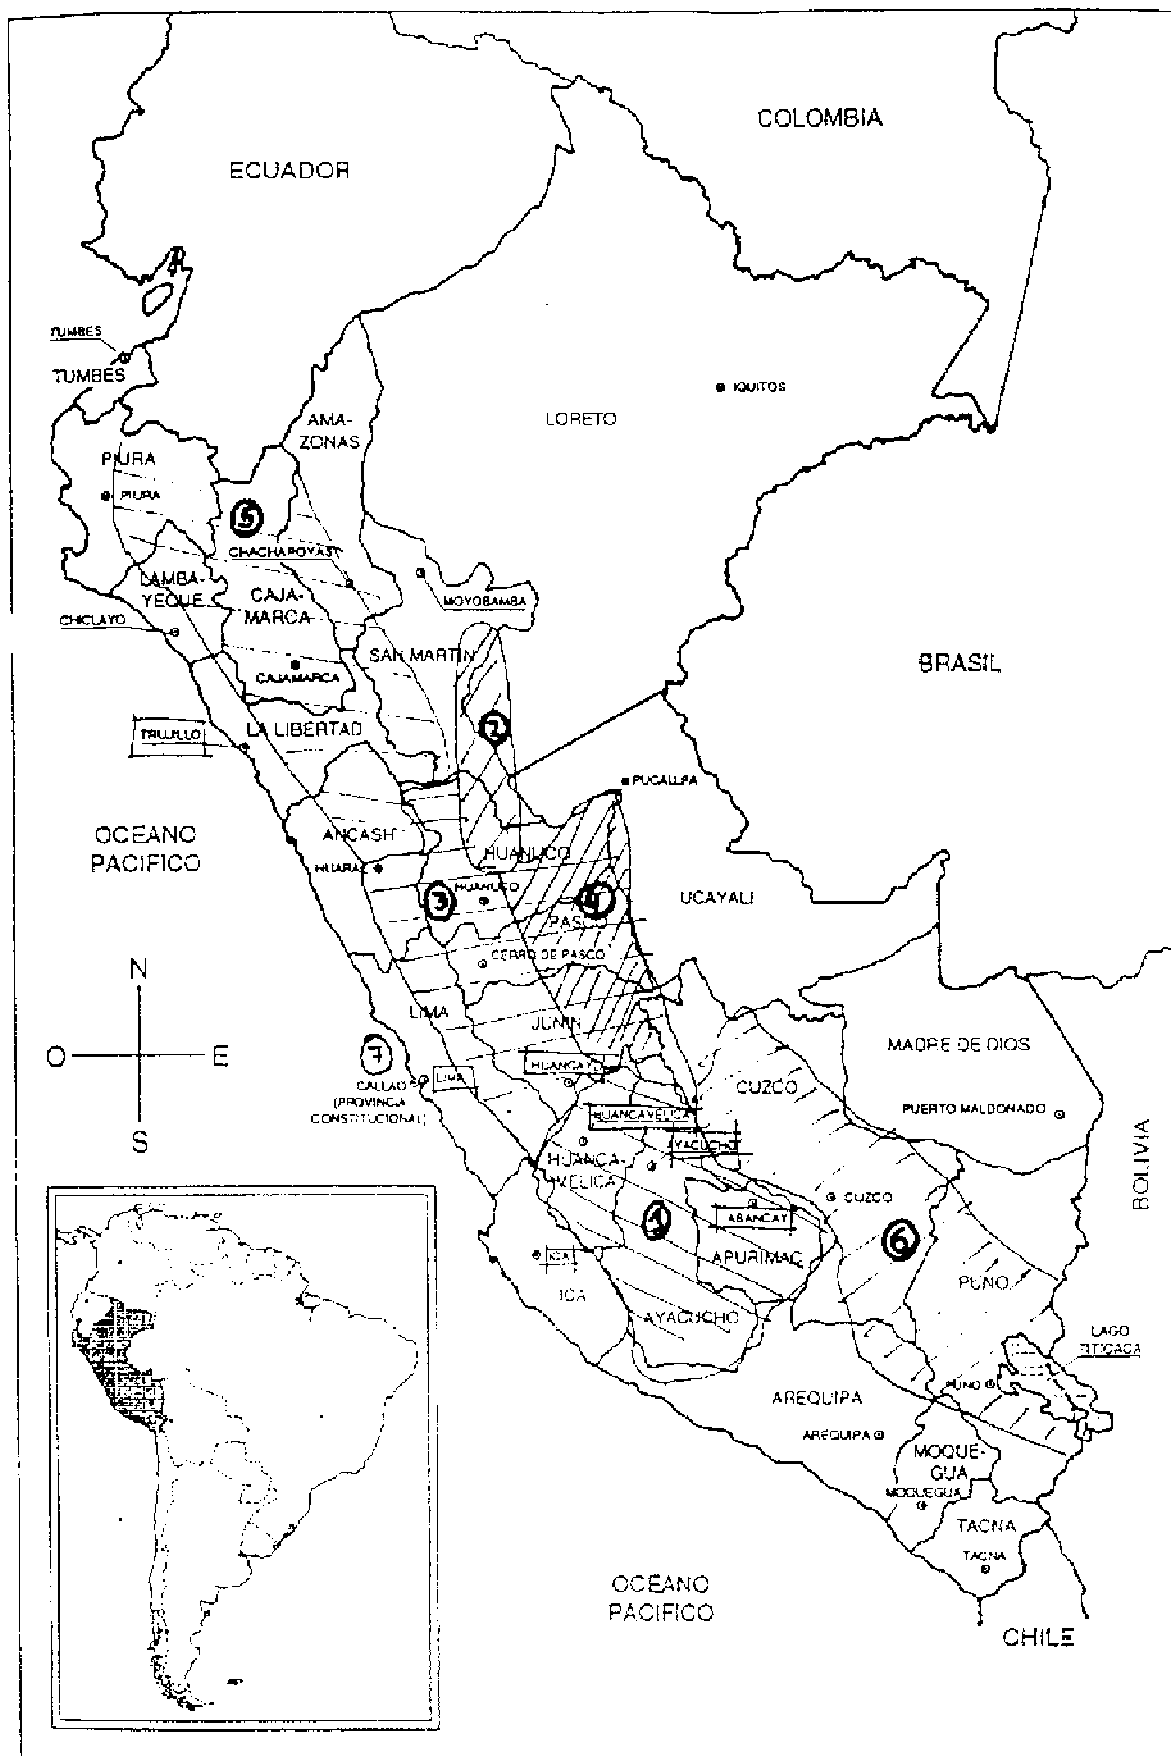 COLOMBIA
ECUADOR
TUMBES
TUMBES
IQUITOS
AMA-
ZONAS
LORETO
PIURA
PIURA
5
CHACHAPOYAS
LAMBA-
YEQUE
CAJA-
MARCA
MOYOBAMBA
CHICLAYO
SAN MARTIN
BRASIL
CAJAMARCA
TRUJILLO
LA LIBERTAD
2
PUCALLPA
OCEANO
PACIFICO
ANCASH
HUANUCO
HUARAZ
HUANUCO
3
4
UCAYALI
PASCO
CERRO DE PASCO
N
LIMA
JUNIN
O
E
S
7
MADRE DE DIOS
HUANCAYO
CUZCO
CALLAO
(PROVINCIA
CONSTITUCIONAL)
LIMA
HUANCAVELICA
PUERTO MALDONADO
YACUCHO
BOLIVIA
HUANCA-
VELICA
CUZCO
1
ABANCAY
6
ICA
APURIMAC
ICA
PUNO
AYACUCHO
LAGO
TITICACA
PUNO
AREQUIPA
AREQUIPA
MOQUE-
GUA
MOQUEGUA
TACNA
TACNA
OCEANO
PACIFICO
CHILE